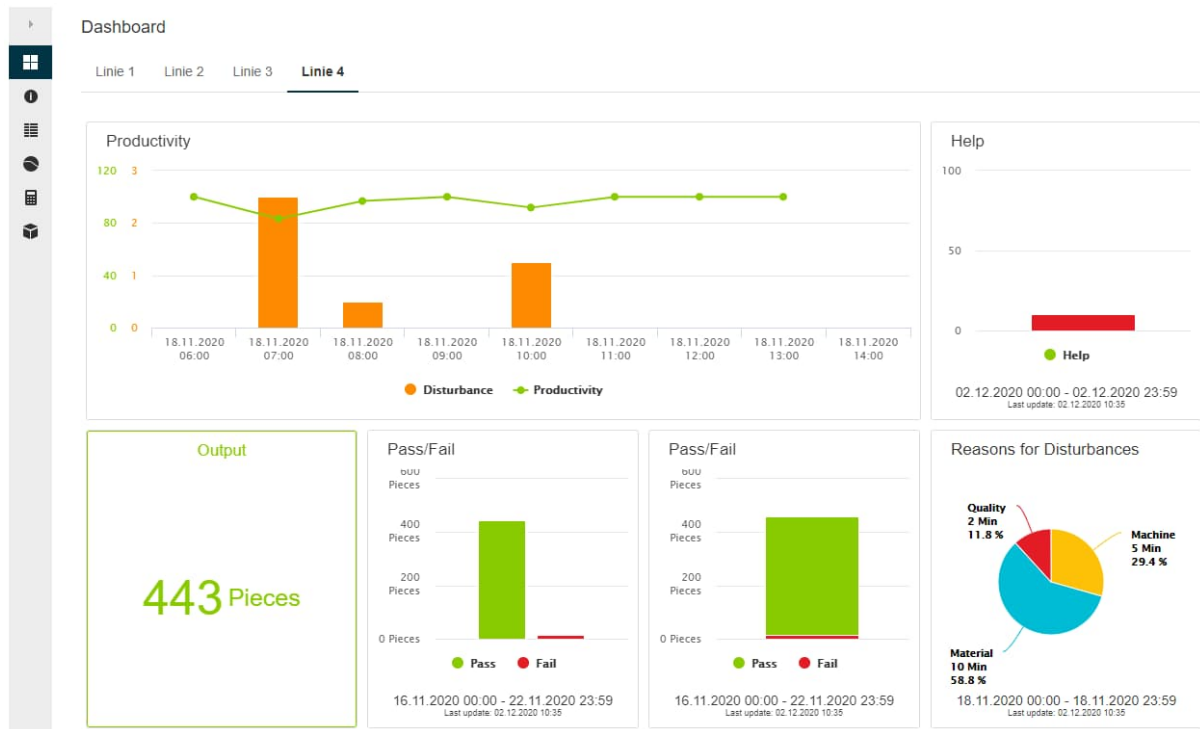 Dashboard
Linie 1 Linie 2 Linie 3 Linie 4
Productivity
120 3
80 2
40 1
0 0
18.11.2020 18.11.2020 18.11.2020 18.11.2020 18.11.2020 18.11.2020 18.11.2020 18.11.2020 18.11.2020
06:00 07:00 08:00 09:00 10:00 11:00 12:00 13:00 14:00
Disturbance Productivity
Help
100
50
0
Help
02.12.2020 00:00 - 02.12.2020 23:59
Last update: 02.12.2020 10:35
Output
443 Pieces
Pass/Fail
600
Pieces
400
Pieces
200
Pieces
0 Pieces
Pass Fail
16.11.2020 00:00 - 22.11.2020 23:59
Last update: 02.12.2020 10:35
Pass/Fail
600
Pieces
400
Pieces
200
Pieces
0 Pieces
Pass Fail
16.11.2020 00:00 - 22.11.2020 23:59
Last update: 02.12.2020 10:35
Reasons for Disturbances
Quality
2 Min
11.8 %
Machine
5 Min
29.4 %
Material
10 Min
58.8 %
18.11.2020 00:00 - 18.11.2020 23:59
Last update: 02.12.2020 10:35